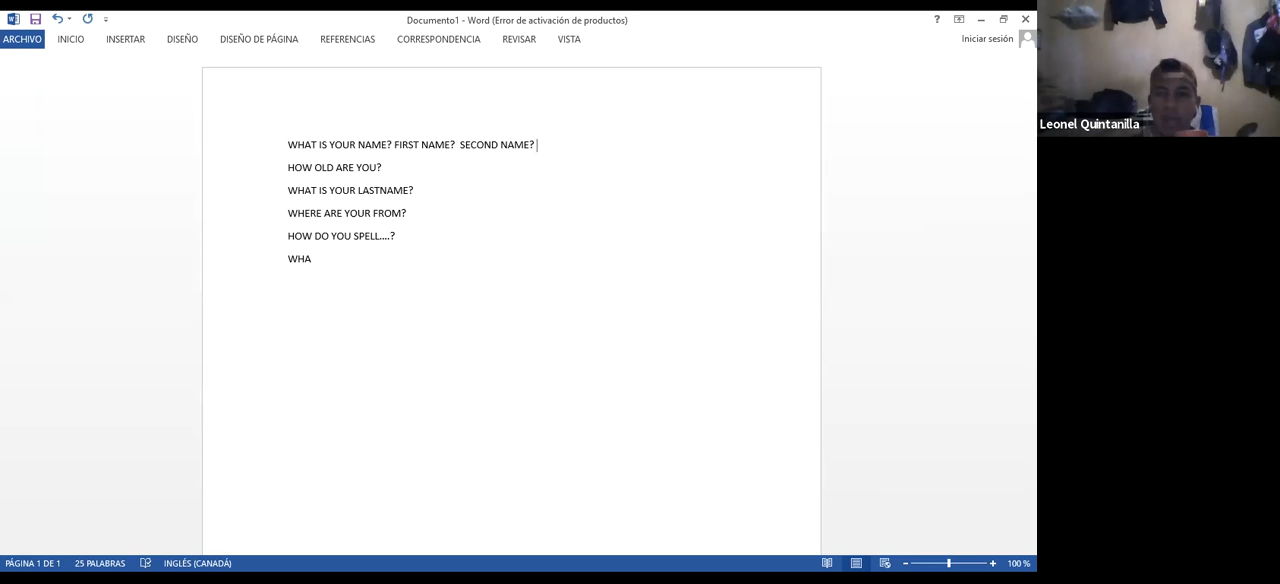 Documento1 - Word (Error de activación de productos)
?
ARCHIVO INICIO INSERTAR DISEÑO DISEÑO DE PÁGINA REFERENCIAS CORRESPONDENCIA REVISAR VISTA Iniciar sesión
WHAT IS YOUR NAME? FIRST NAME?  SECOND NAME?
HOW OLD ARE YOU?
WHAT IS YOUR LASTNAME?
WHERE ARE YOUR FROM?
HOW DO YOU SPELL....?
WHA
Leonel Quintanilla
PÁGINA 1 DE 1 25 PALABRAS INGLÉS (CANADÁ) 100 %